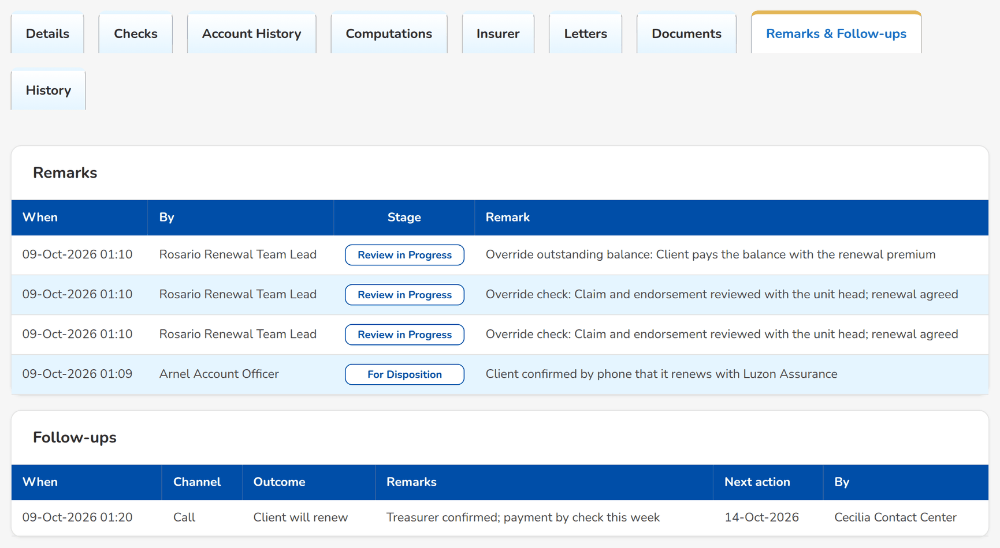 Details Checks Account History Computations Insurer Letters Documents Remarks & Follow-ups
History
Remarks
When By Stage Remark
09-Oct-2026 01:10 Rosario Renewal Team Lead Review in Progress Override outstanding balance: Client pays the balance with the renewal premium
09-Oct-2026 01:10 Rosario Renewal Team Lead Review in Progress Override check: Claim and endorsement reviewed with the unit head; renewal agreed
09-Oct-2026 01:10 Rosario Renewal Team Lead Review in Progress Override check: Claim and endorsement reviewed with the unit head; renewal agreed
09-Oct-2026 01:09 Arnel Account Officer For Disposition Client confirmed by phone that it renews with Luzon Assurance
Follow-ups
When Channel Outcome Remarks Next action By
09-Oct-2026 01:20 Call Client will renew Treasurer confirmed; payment by check this week 14-Oct-2026 Cecilia Contact Center